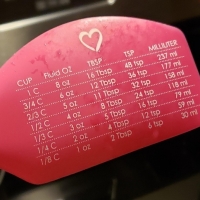 CUP Fluid OZ TBSP TSP MILLILITER
1 C 8 oz 16 Tbsp 48 tsp 237 ml
3/4 C 6 oz 12 Tbsp 36 tsp 177 ml
2/3 C 5 oz 11 Tbsp 32 tsp 158 ml
1/2 C 4 oz 8 Tbsp 24 tsp 118 ml
1/3 C 3 oz 5 Tbsp 16 tsp 79 ml
1/4 C 2 oz 4 Tbsp 12 tsp 59 ml
1/8 C 1 oz 2 Tbsp 6 tsp 30 ml